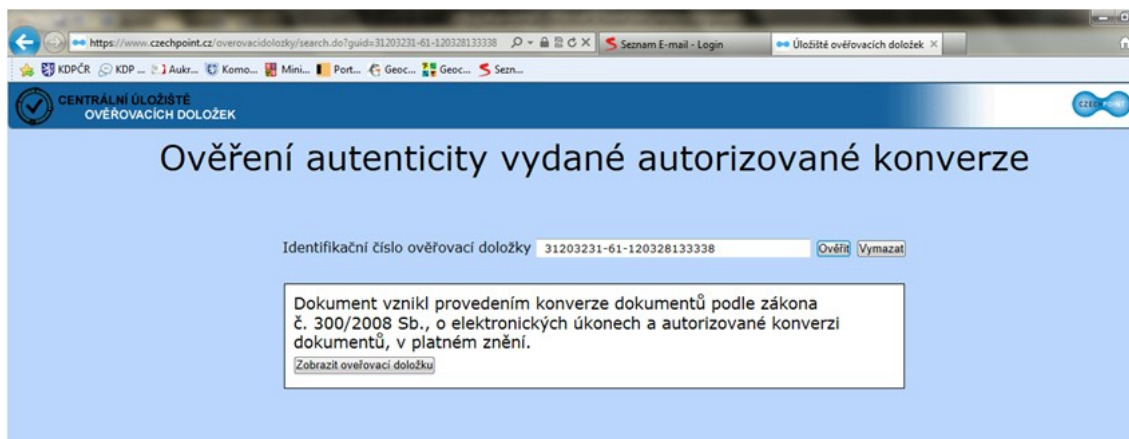 https://www.czechpoint.cz/overovacidolozky/search.do?guid=31203231-61-120328133338
Seznam E-mail - Login
Úložiště ověřovacích doložek
KDPČR KDP ... Aukr... Komo... Mini... Port... Geoc... Geoc... Sezn...
CENTRÁLNÍ ÚLOŽIŠTĚ
OVĚŘOVACÍCH DOLOŽEK
CZECH POINT
Ověření autenticity vydané autorizované konverze
Identifikační číslo ověřovací doložky 31203231-61-120328133338 Ověřit Vymazat
Dokument vznikl provedením konverze dokumentů podle zákona
č. 300/2008 Sb., o elektronických úkonech a autorizované konverzi
dokumentů, v platném znění.
Zobrazit oveřovací doložku